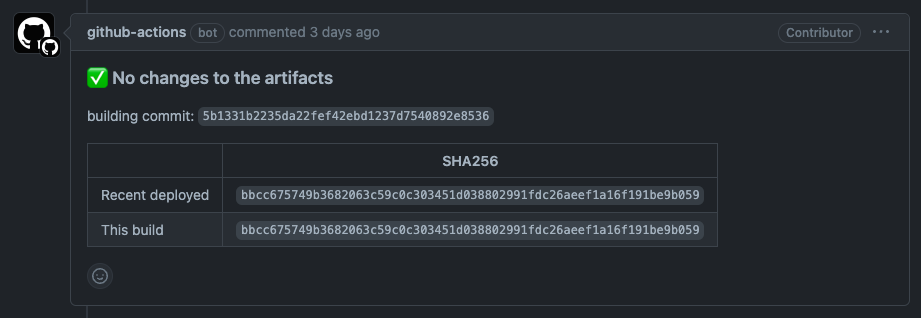 github-actions bot commented 3 days ago Contributor ...
✅ No changes to the artifacts
building commit: 5b1331b2235da22fef42ebd1237d7540892e8536
SHA256
Recent deployed bbcc675749b3682063c59c0c303451d038802991fdc26aeef1a16f191be9b059
This build bbcc675749b3682063c59c0c303451d038802991fdc26aeef1a16f191be9b059